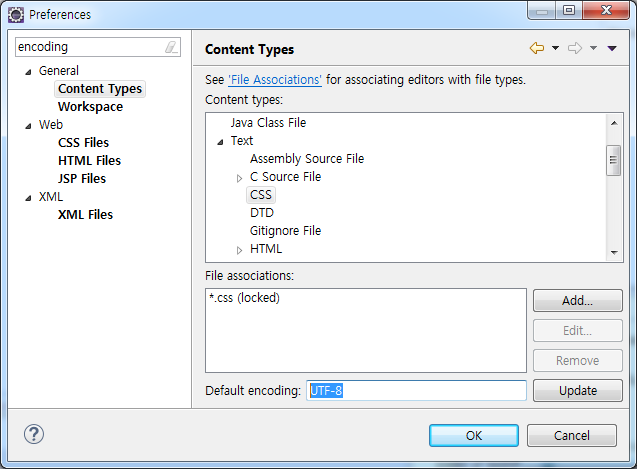 Preferences
encoding
General
Content Types
Workspace
Web
CSS Files
HTML Files
JSP Files
XML
XML Files
Content Types
See 'File Associations' for associating editors with file types.
Content types:
Java Class File
Text
Assembly Source File
C Source File
CSS
DTD
Gitignore File
HTML
File associations:
*.css (locked)
Add...
Edit...
Remove
Default encoding: UTF-8
Update
?
OK
Cancel